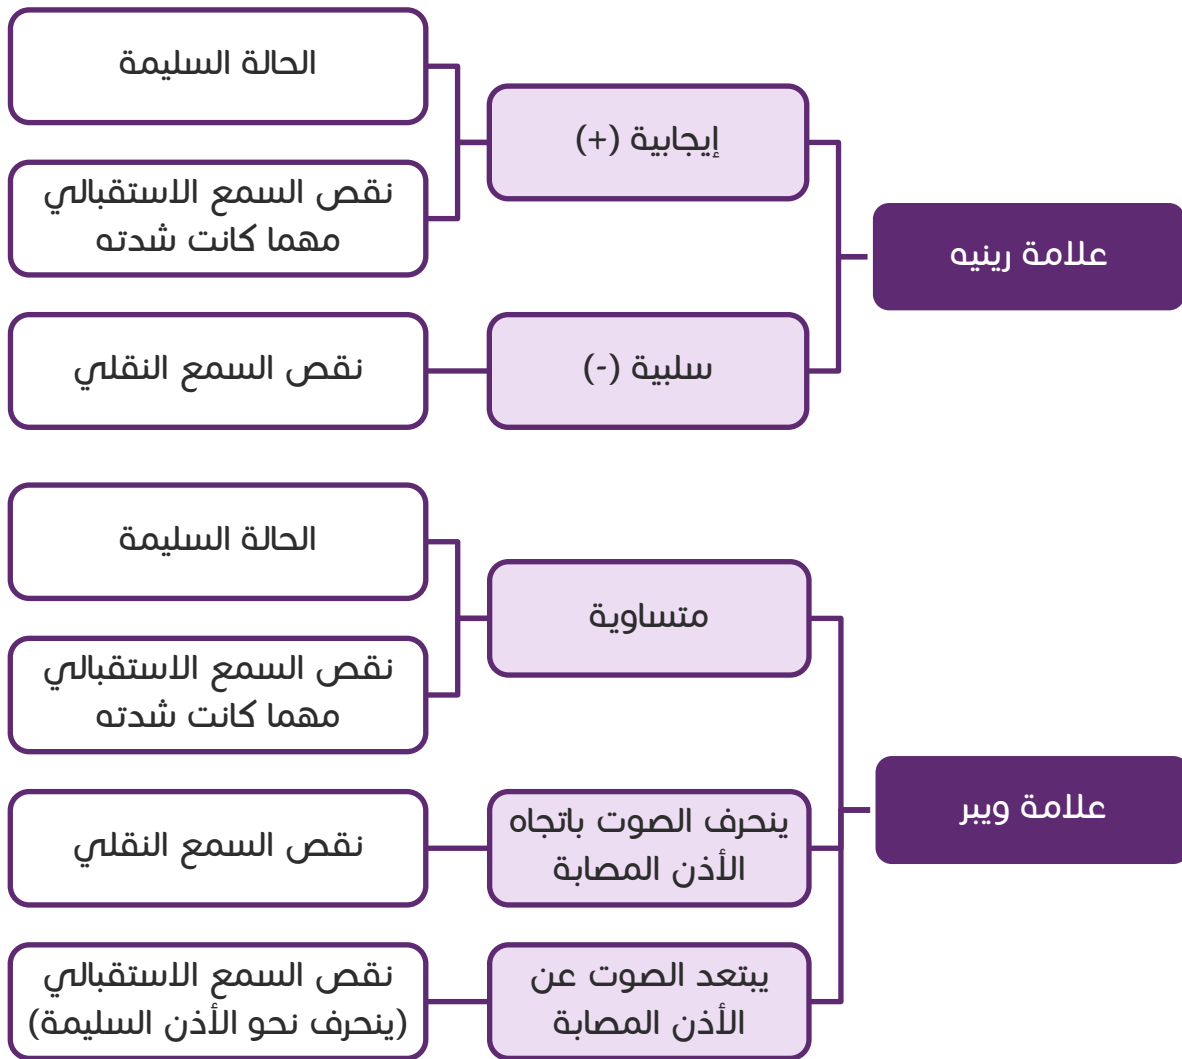 علامة رينيه
إيجابية (+)
الحالة السليمة
نقص السمع الاستقبالي
مهما كانت شدته
سلبية (-)
نقص السمع النقلي
علامة ويبر
متساوية
الحالة السليمة
نقص السمع الاستقبالي
مهما كانت شدته
ينحرف الصوت باتجاه
الأذن المصابة
نقص السمع النقلي
يبتعد الصوت عن
الأذن المصابة
نقص السمع الاستقبالي
(ينحرف نحو الأذن السليمة)